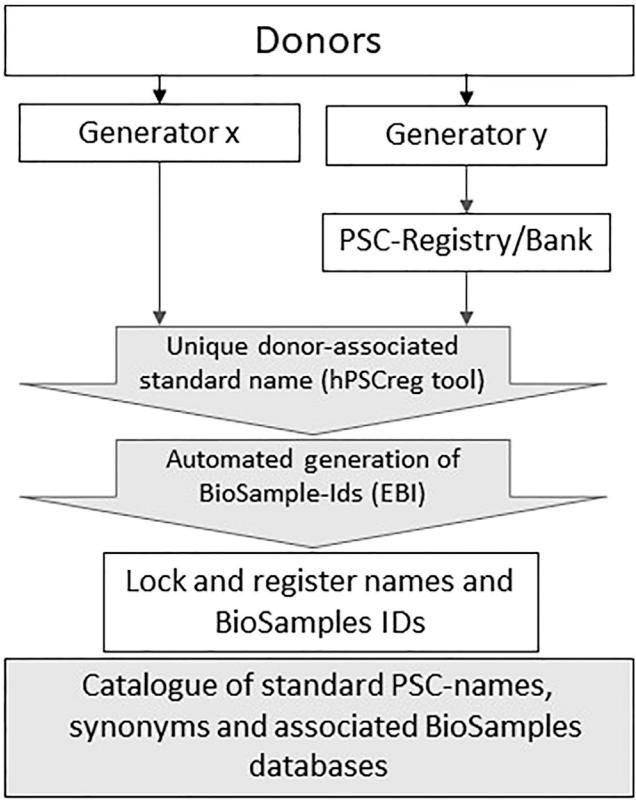 Donors
Generator x
Generator y
PSC-Registry/Bank
Unique donor-associated
standard name (hPSCreg tool)
Automated generation of
BioSample-Ids (EBI)
Lock and register names and
BioSamples IDs
Catalogue of standard PSC-names,
synonyms and associated BioSamples
databases